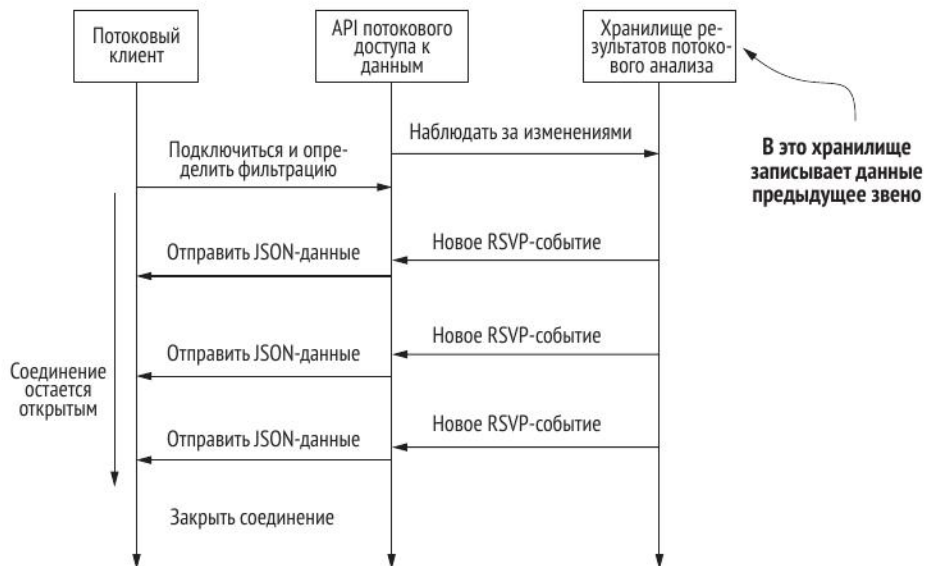 Потоковый
клиент
API потокового
доступа к
данным
Хранилище ре-
зультатов потоко-
вого анализа
Наблюдать за изменениями
Подключиться и опре-
делить фильтрацию
В это хранилище
записывает данные
предыдущее звено
Новое RSVP-событие
Отправить JSON-данные
Новое RSVP-событие
Отправить JSON-данные
Соединение
остается
открытым
Новое RSVP-событие
Отправить JSON-данные
Закрыть соединение